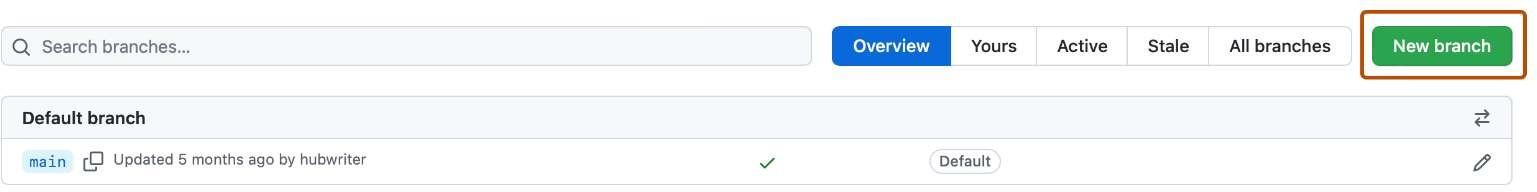 Search branches...
Overview Yours Active Stale All branches New branch
Default branch
main Updated 5 months ago by hubwriter Default